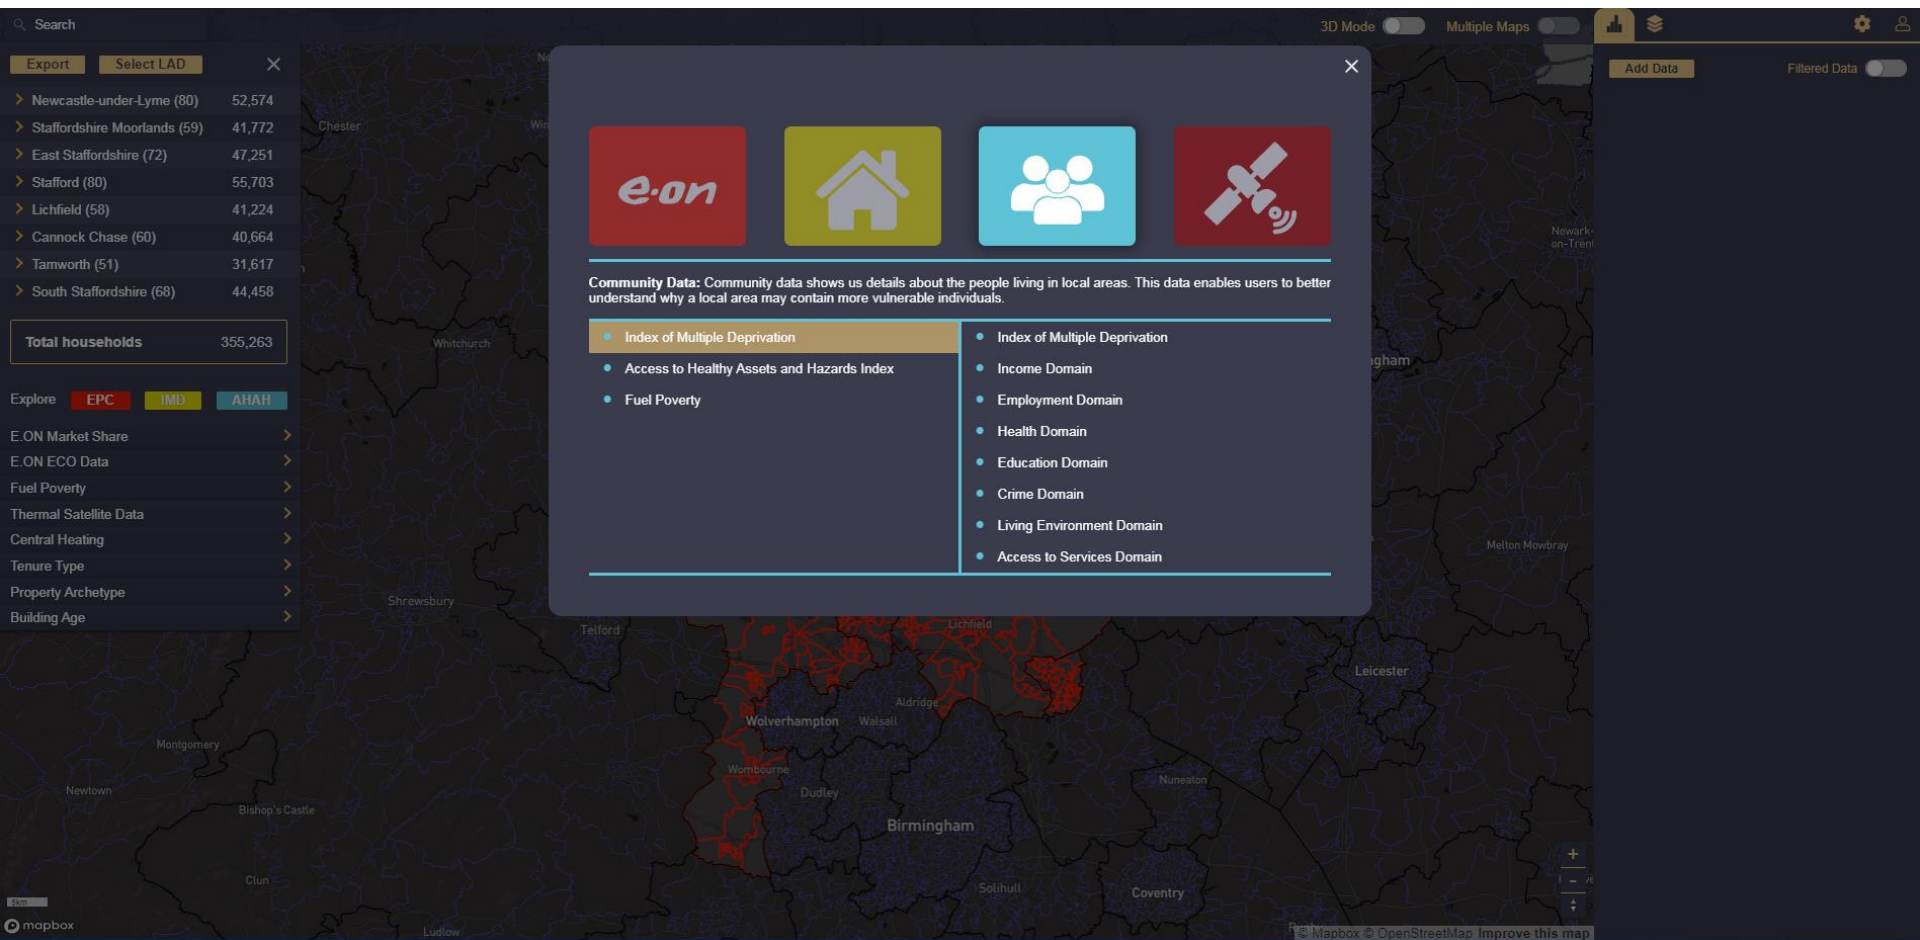 Search
3D Mode
Multiple Maps
Export
Select LAD
Add Data
Filtered Data
Newcastle-under-Lyme (80) 52,574
Staffordshire Moorlands (59) 41,772
East Staffordshire (72) 47,251
Stafford (80) 55,703
Lichfield (58) 41,224
Cannock Chase (60) 40,664
Tamworth (51) 31,617
South Staffordshire (68) 44,458
Total households 355,263
Explore EPC IMD AHAH
E.ON Market Share
E.ON ECO Data
Fuel Poverty
Thermal Satellite Data
Central Heating
Tenure Type
Property Archetype
Building Age
e·on
Community Data: Community data shows us details about the people living in local areas. This data enables users to better
understand why a local area may contain more vulnerable individuals.
Index of Multiple Deprivation
Access to Healthy Assets and Hazards Index
Fuel Poverty
Index of Multiple Deprivation
Income Domain
Employment Domain
Health Domain
Education Domain
Crime Domain
Living Environment Domain
Access to Services Domain
Chester
Whitchurch
Newark-
on-Trent
gham
Melton Mowbray
Shrewsbury
Telford
Lichfield
Leicester
Aldridge
Wolverhampton
Walsall
Montgomery
Wombourne
Nuneaton
Newtown
Dudley
Bishop's Castle
Birmingham
Clun
Solihull
Coventry
Ludlow
5km
mapbox
© Mapbox © OpenStreetMap Improve this map